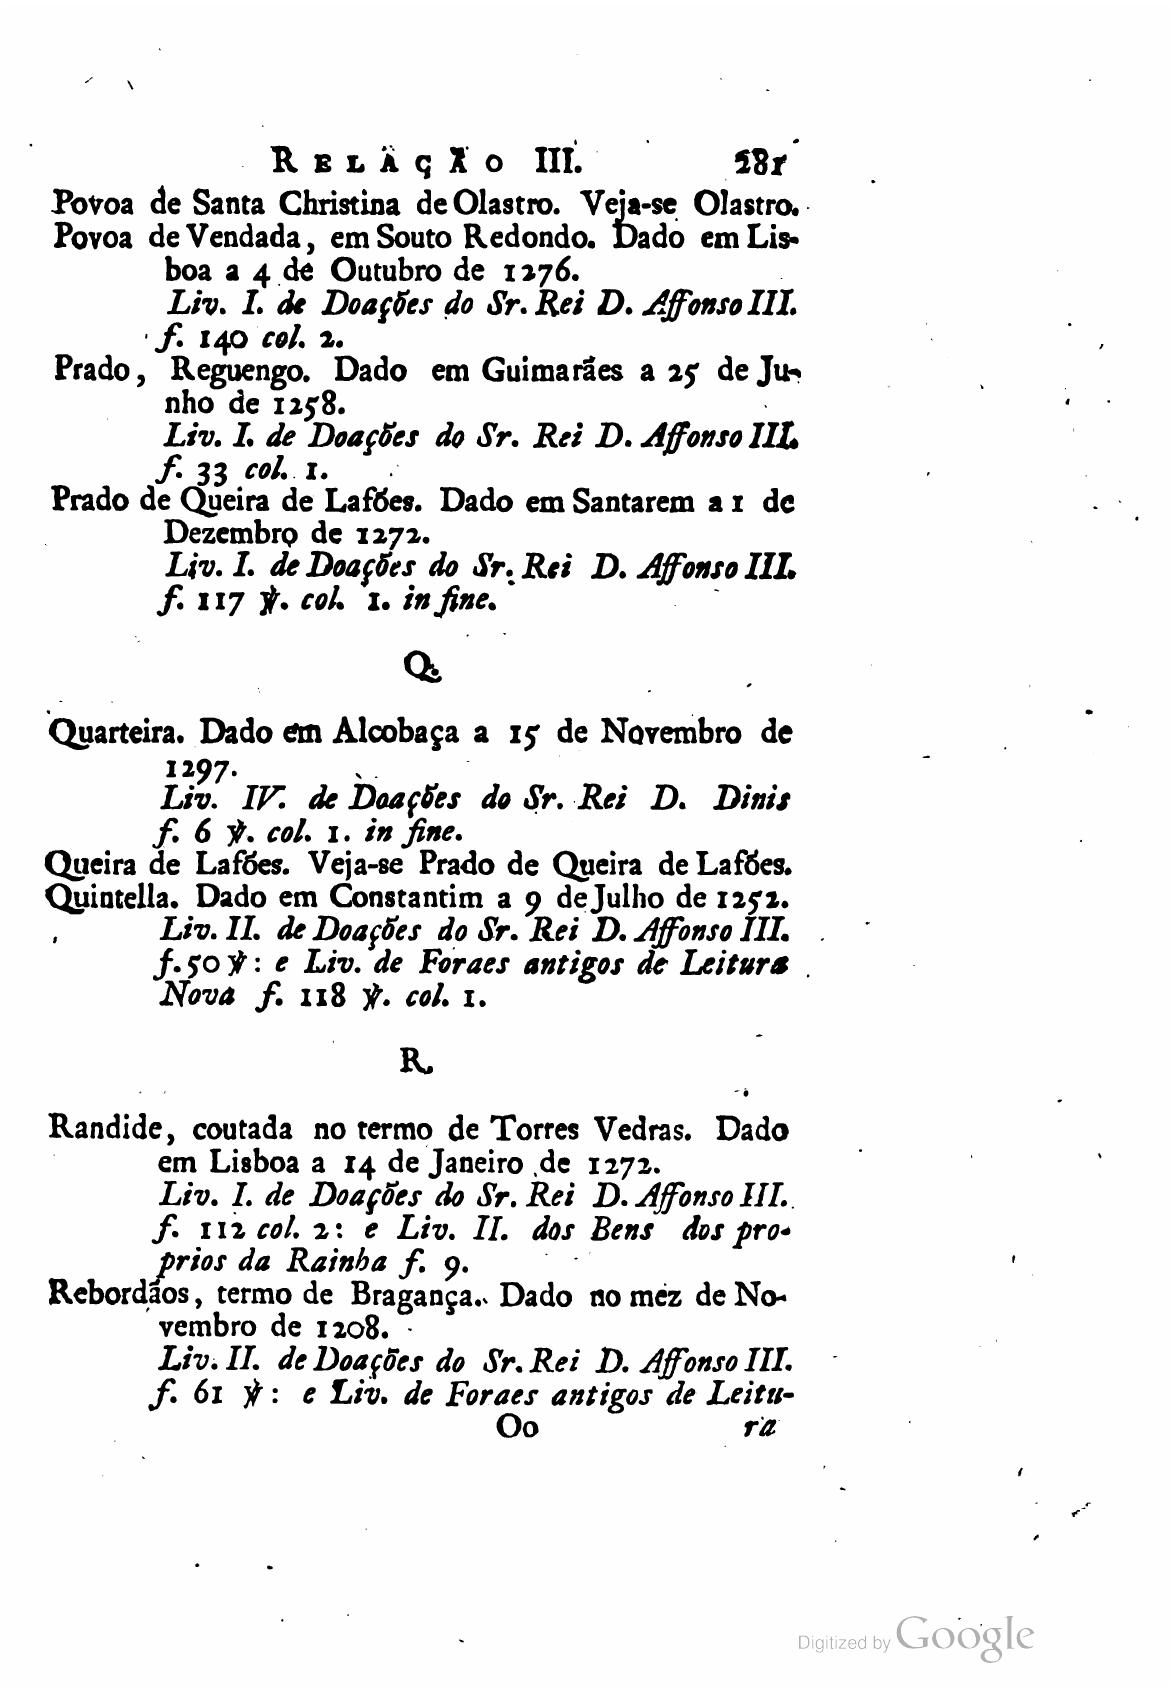 RELAÇÃO III. 281
Povoa de Santa Christina de Olastro. Veja-se Olastro.
Povoa de Vendada, em Souto Redondo. Dado em Lis-
boa a 4 de Outubro de 1276.
Liv. I. de Doações do Sr. Rei D. Affonso III.
f. 140 col. 2.
Prado, Reguengo. Dado em Guimarães a 25 de Ju-
nho de 1258.
Liv. I. de Doações do Sr. Rei D. Affonso III.
f. 33 col. 1.
Prado de Queira de Lafões. Dado em Santarem a 1 de
Dezembro de 1272.
Liv. I. de Doações do Sr. Rei D. Affonso III.
f. 117 ℣. col. 1. in fine.
Q.
Quarteira. Dado em Alcobaça a 15 de Novembro de
1297.
Liv. IV. de Doações do Sr. Rei D. Dinis
f. 6 ℣. col. 1. in fine.
Queira de Lafões. Veja-se Prado de Queira de Lafões.
Quintella. Dado em Constantim a 9 de Julho de 1252.
Liv. II. de Doações do Sr. Rei D. Affonso III.
f. 50 ℣: e Liv. de Foraes antigos de Leitura
Nova f. 118 ℣. col. 1.
R.
Randide, coutada no termo de Torres Vedras. Dado
em Lisboa a 14 de Janeiro de 1272.
Liv. I. de Doações do Sr. Rei D. Affonso III.
f. 112 col. 2: e Liv. II. dos Bens dos pro-
prios da Rainha f. 9.
Rebordãos, termo de Bragança. Dado no mez de No-
vembro de 1208.
Liv. II. de Doações do Sr. Rei D. Affonso III.
f. 61 ℣: e Liv. de Foraes antigos de Leitu-
Oo ra
Digitized by Google